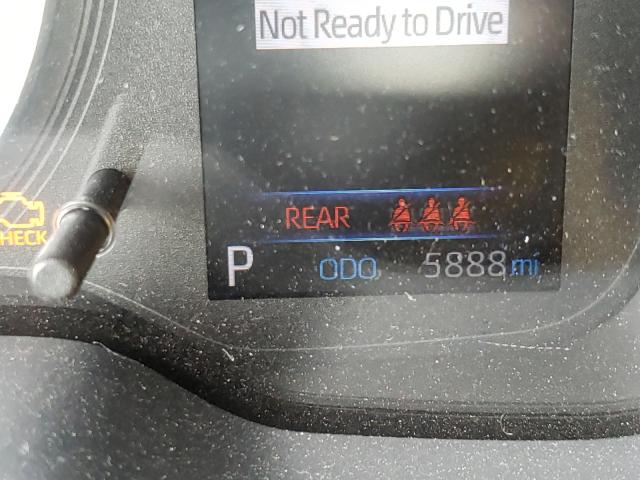 Not Ready to Drive
REAR
CHECK
P ODO 5888 mi